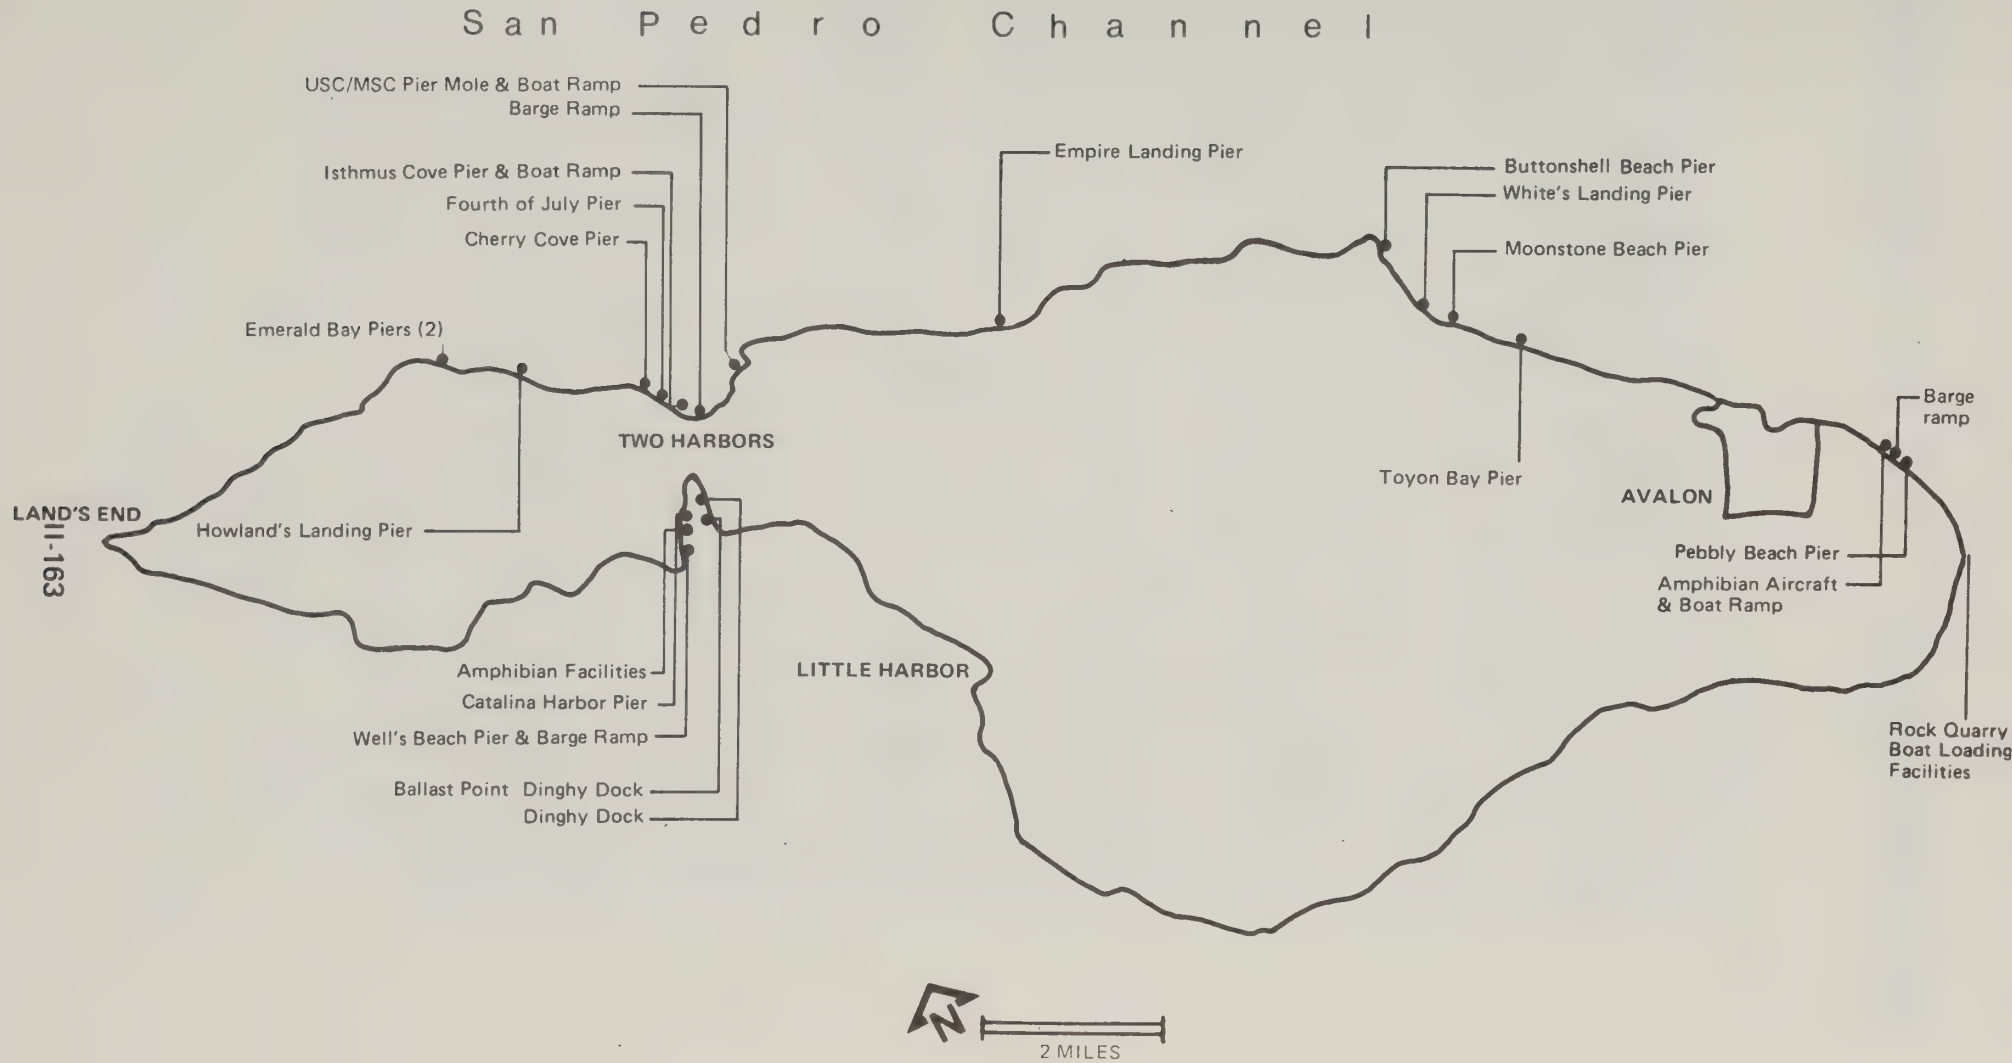 San Pedro Channel
USC/MSC Pier Mole & Boat Ramp
Barge Ramp
Isthmus Cove Pier & Boat Ramp
Fourth of July Pier
Cherry Cove Pier
Emerald Bay Piers (2)
Empire Landing Pier
Buttonshell Beach Pier
White's Landing Pier
Moonstone Beach Pier
Barge
ramp
TWO HARBORS
Toyon Bay Pier
AVALON
LAND'S END
Howland's Landing Pier
II-163
Pebbly Beach Pier
Amphibian Aircraft
& Boat Ramp
Amphibian Facilities
Catalina Harbor Pier
Well's Beach Pier & Barge Ramp
Ballast Point Dinghy Dock
Dinghy Dock
LITTLE HARBOR
Rock Quarry
Boat Loading
Facilities
N
2 MILES